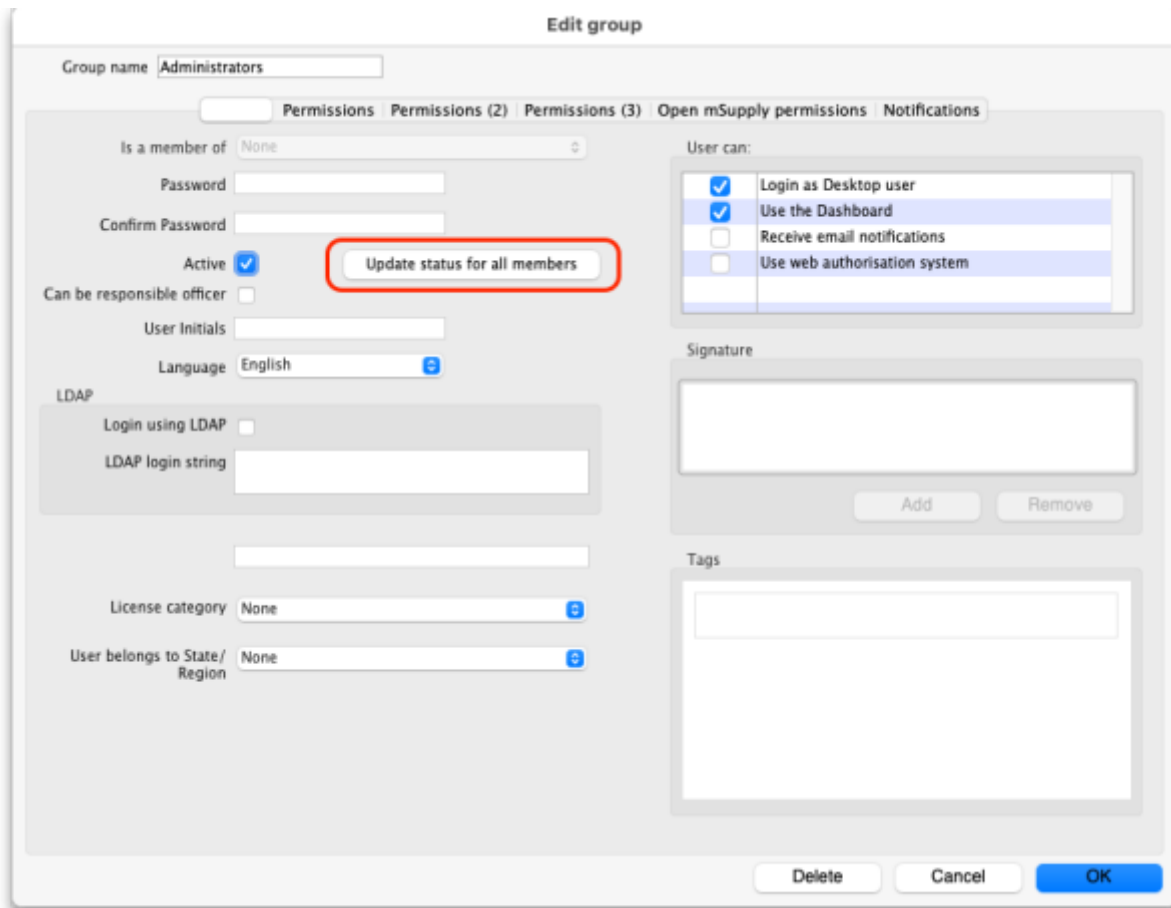 Edit group
Group name Administrators
Permissions Permissions (2) Permissions (3) Open mSupply permissions Notifications
Is a member of None
Password
Confirm Password
Active Update status for all members
Can be responsible officer
User Initials
Language English
LDAP
Login using LDAP
LDAP login string
License category None
User belongs to State/ None
Region
User can:
Login as Desktop user
Use the Dashboard
Receive email notifications
Use web authorisation system
Signature
Add Remove
Tags
Delete Cancel OK